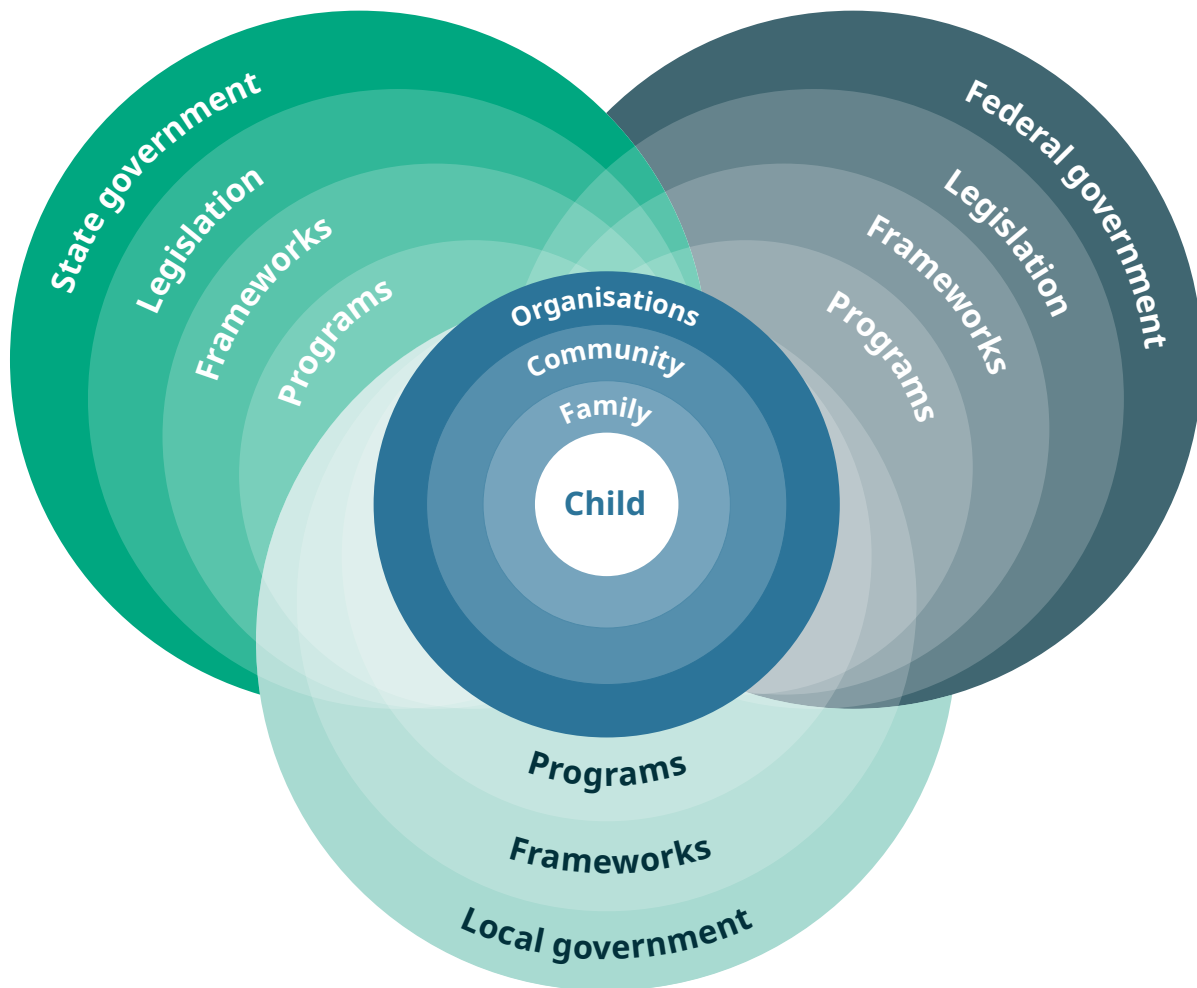 State government
Legislation
Frameworks
Programs
Federal government
Legislation
Frameworks
Programs
Organisations
Community
Family
Child
Programs
Frameworks
Local government